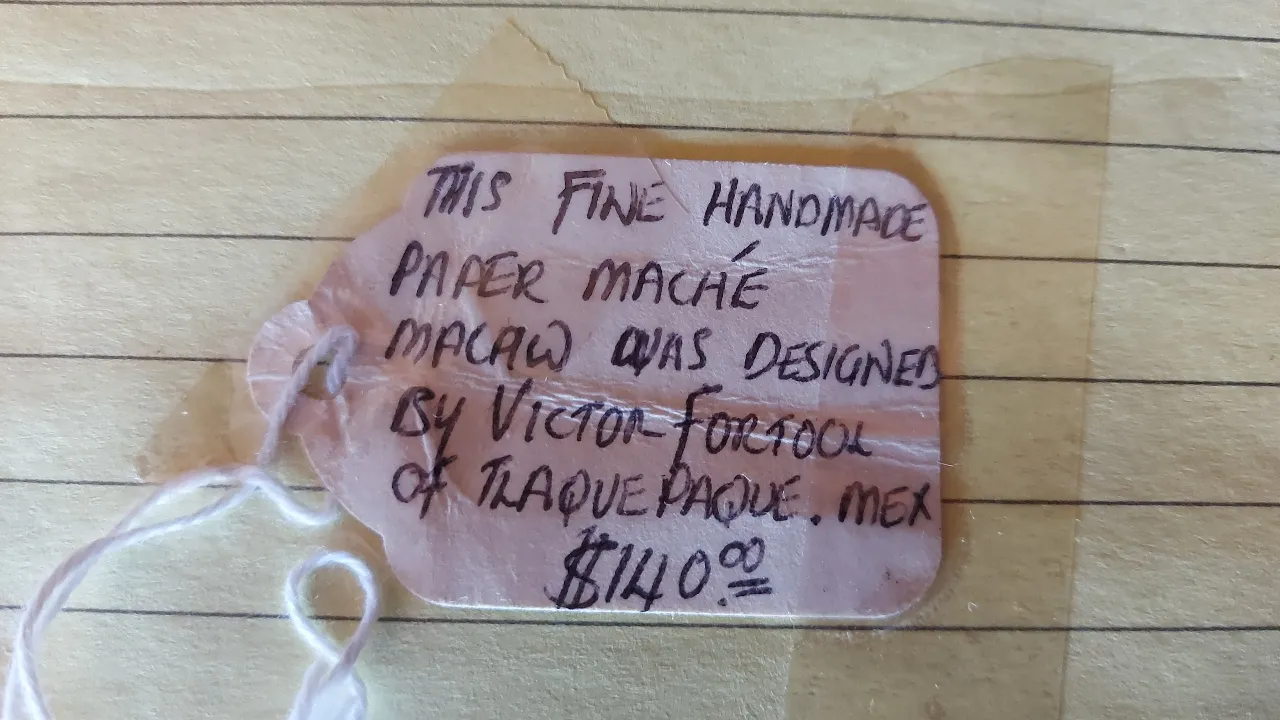 THIS FINE HANDMADE
PAPER MACHÉ
MACAW WAS DESIGNED
BY VICTOR FORTOOL
OF TLAQUEPAQUE. MEX
$140.00